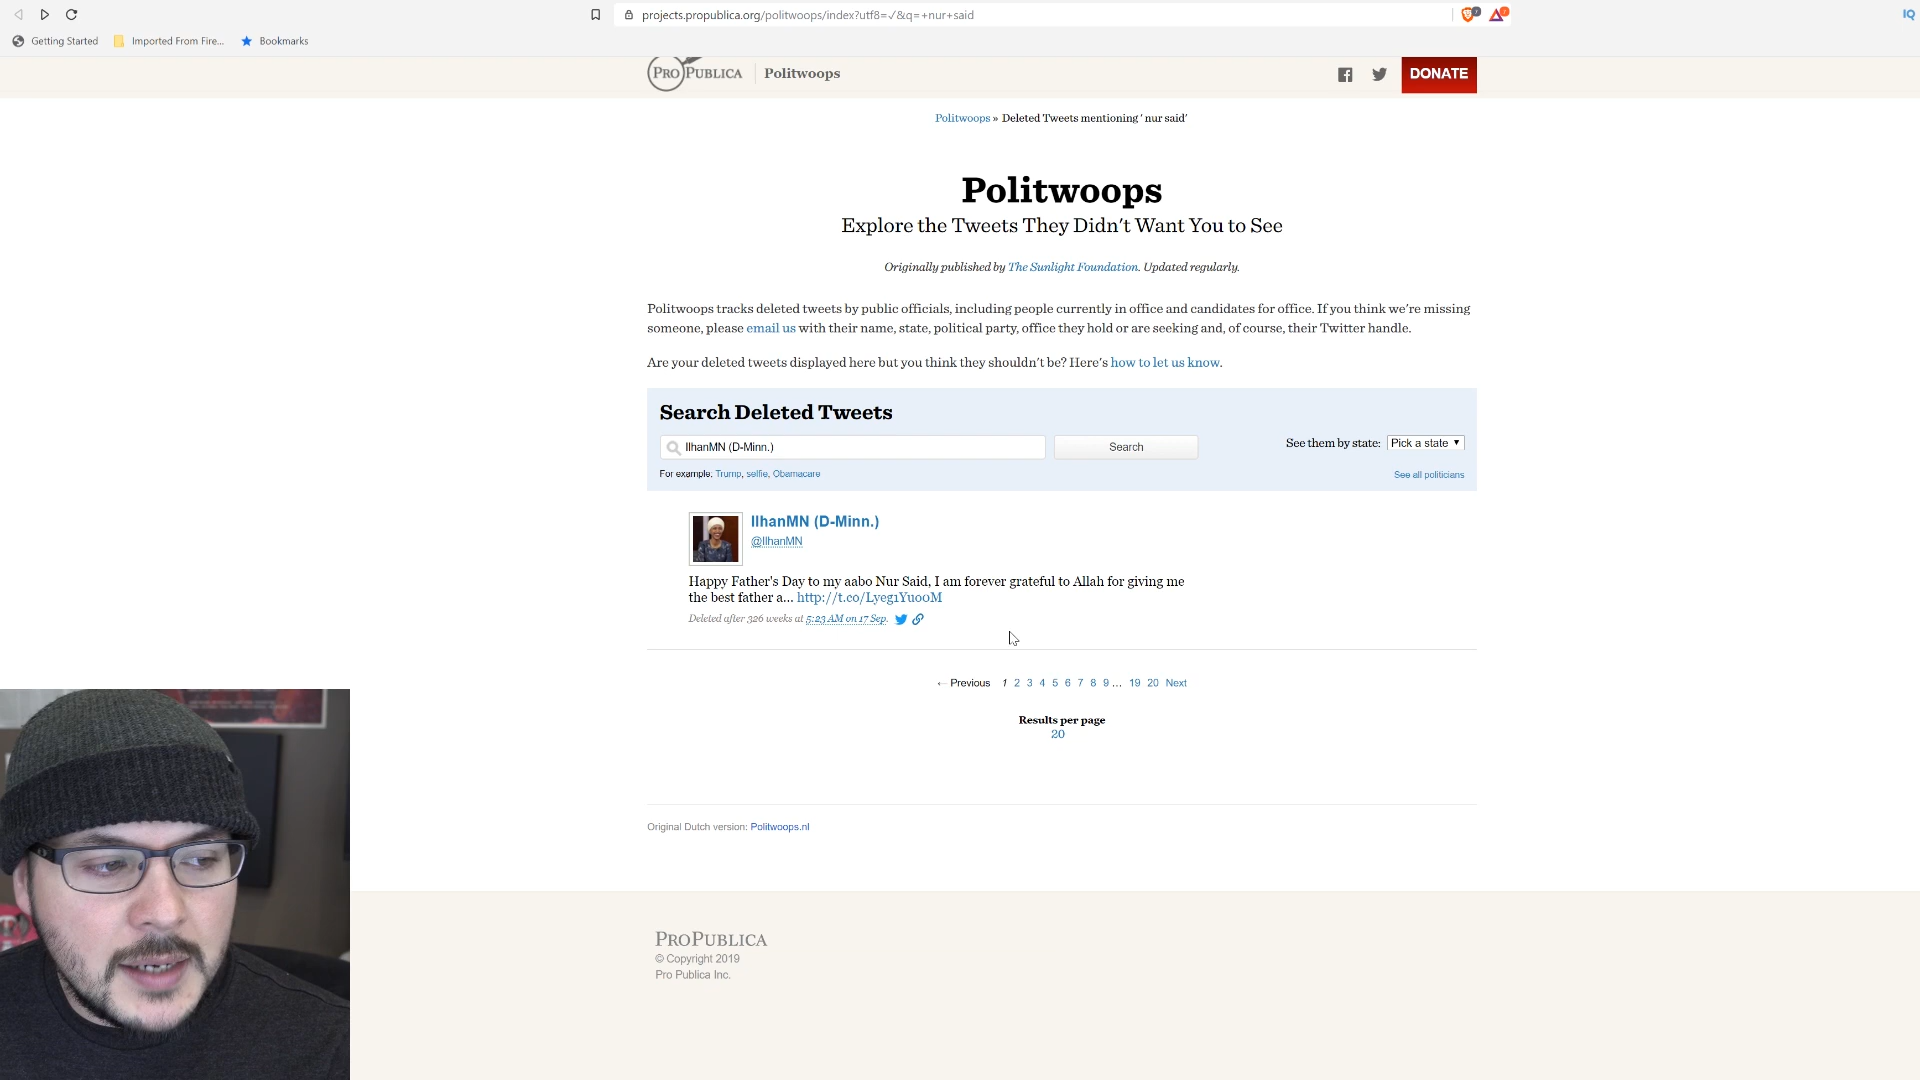 projects.propublica.org/politwoops/index?utf8=✓&q=+nur+said
IQ
Getting Started
Imported From Fire...
Bookmarks
PROPUBLICA
Politwoops
DONATE
Politwoops » Deleted Tweets mentioning ' nur said'
Politwoops
Explore the Tweets They Didn't Want You to See
Originally published by The Sunlight Foundation. Updated regularly.
Politwoops tracks deleted tweets by public officials, including people currently in office and candidates for office. If you think we're missing
someone, please email us with their name, state, political party, office they hold or are seeking and, of course, their Twitter handle.
Are your deleted tweets displayed here but you think they shouldn't be? Here's how to let us know.
Search Deleted Tweets
IlhanMN (D-Minn.)
Search
See them by state: Pick a state
For example: Trump, selfie, Obamacare
See all politicians
IlhanMN (D-Minn.)
@IlhanMN
Happy Father's Day to my aabo Nur Said, I am forever grateful to Allah for giving me
the best father a... http://t.co/Lyeg1Yu00M
Deleted after 326 weeks at 5:23 AM on 17 Sep.
← Previous 1 2 3 4 5 6 7 8 9 ... 19 20 Next
Results per page
20
Original Dutch version: Politwoops.nl
PROPUBLICA
© Copyright 2019
Pro Publica Inc.